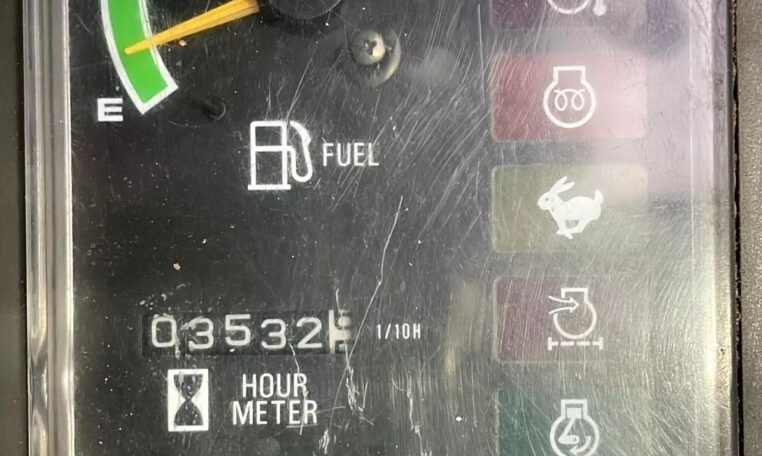 E
FUEL
03532
1/10H
HOUR
METER